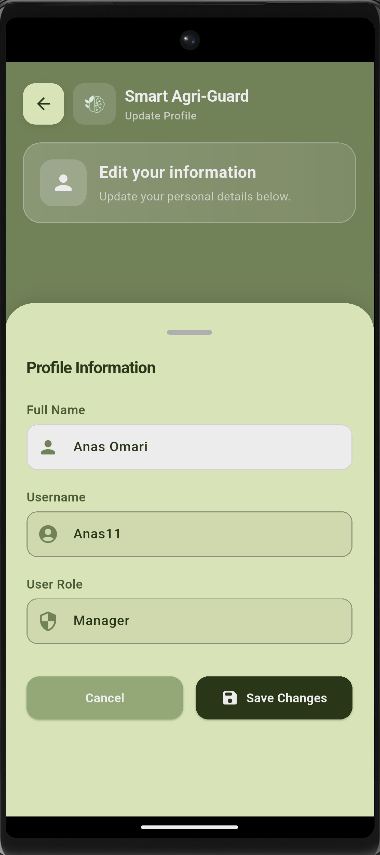 Smart Agri-Guard
Update Profile
Edit your information
Update your personal details below.
Profile Information
Full Name
Anas Omari
Username
Anas11
User Role
Manager
Cancel
Save Changes